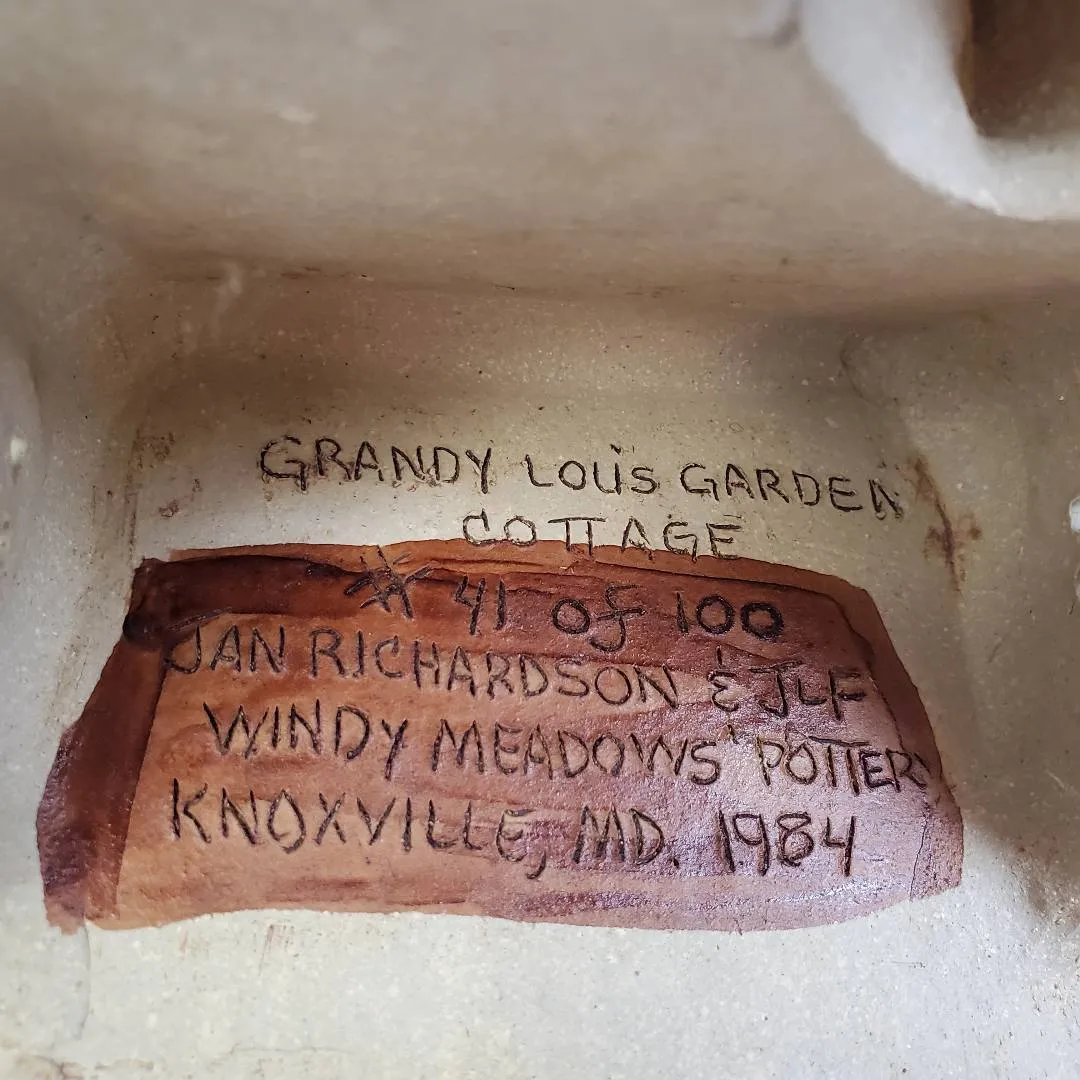 GRANDY LOU'S GARDEN
COTTAGE
# 41 of 100
JAN RICHARDSON & JLF
WINDY MEADOWS' POTTERY
KNOXVILLE, MD. 1984